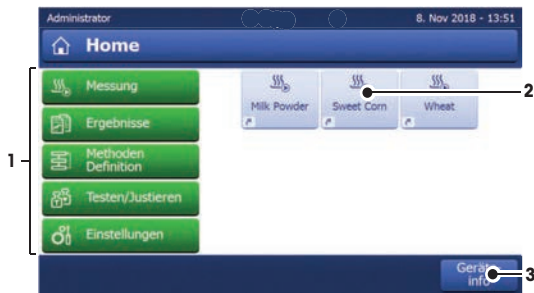 Administrator
8. Nov 2018 - 13:51
Home
Messung
Ergebnisse
Methoden
Definition
Testen/Justieren
Einstellungen
Milk Powder
Sweet Corn
Wheat
1
2
3
info